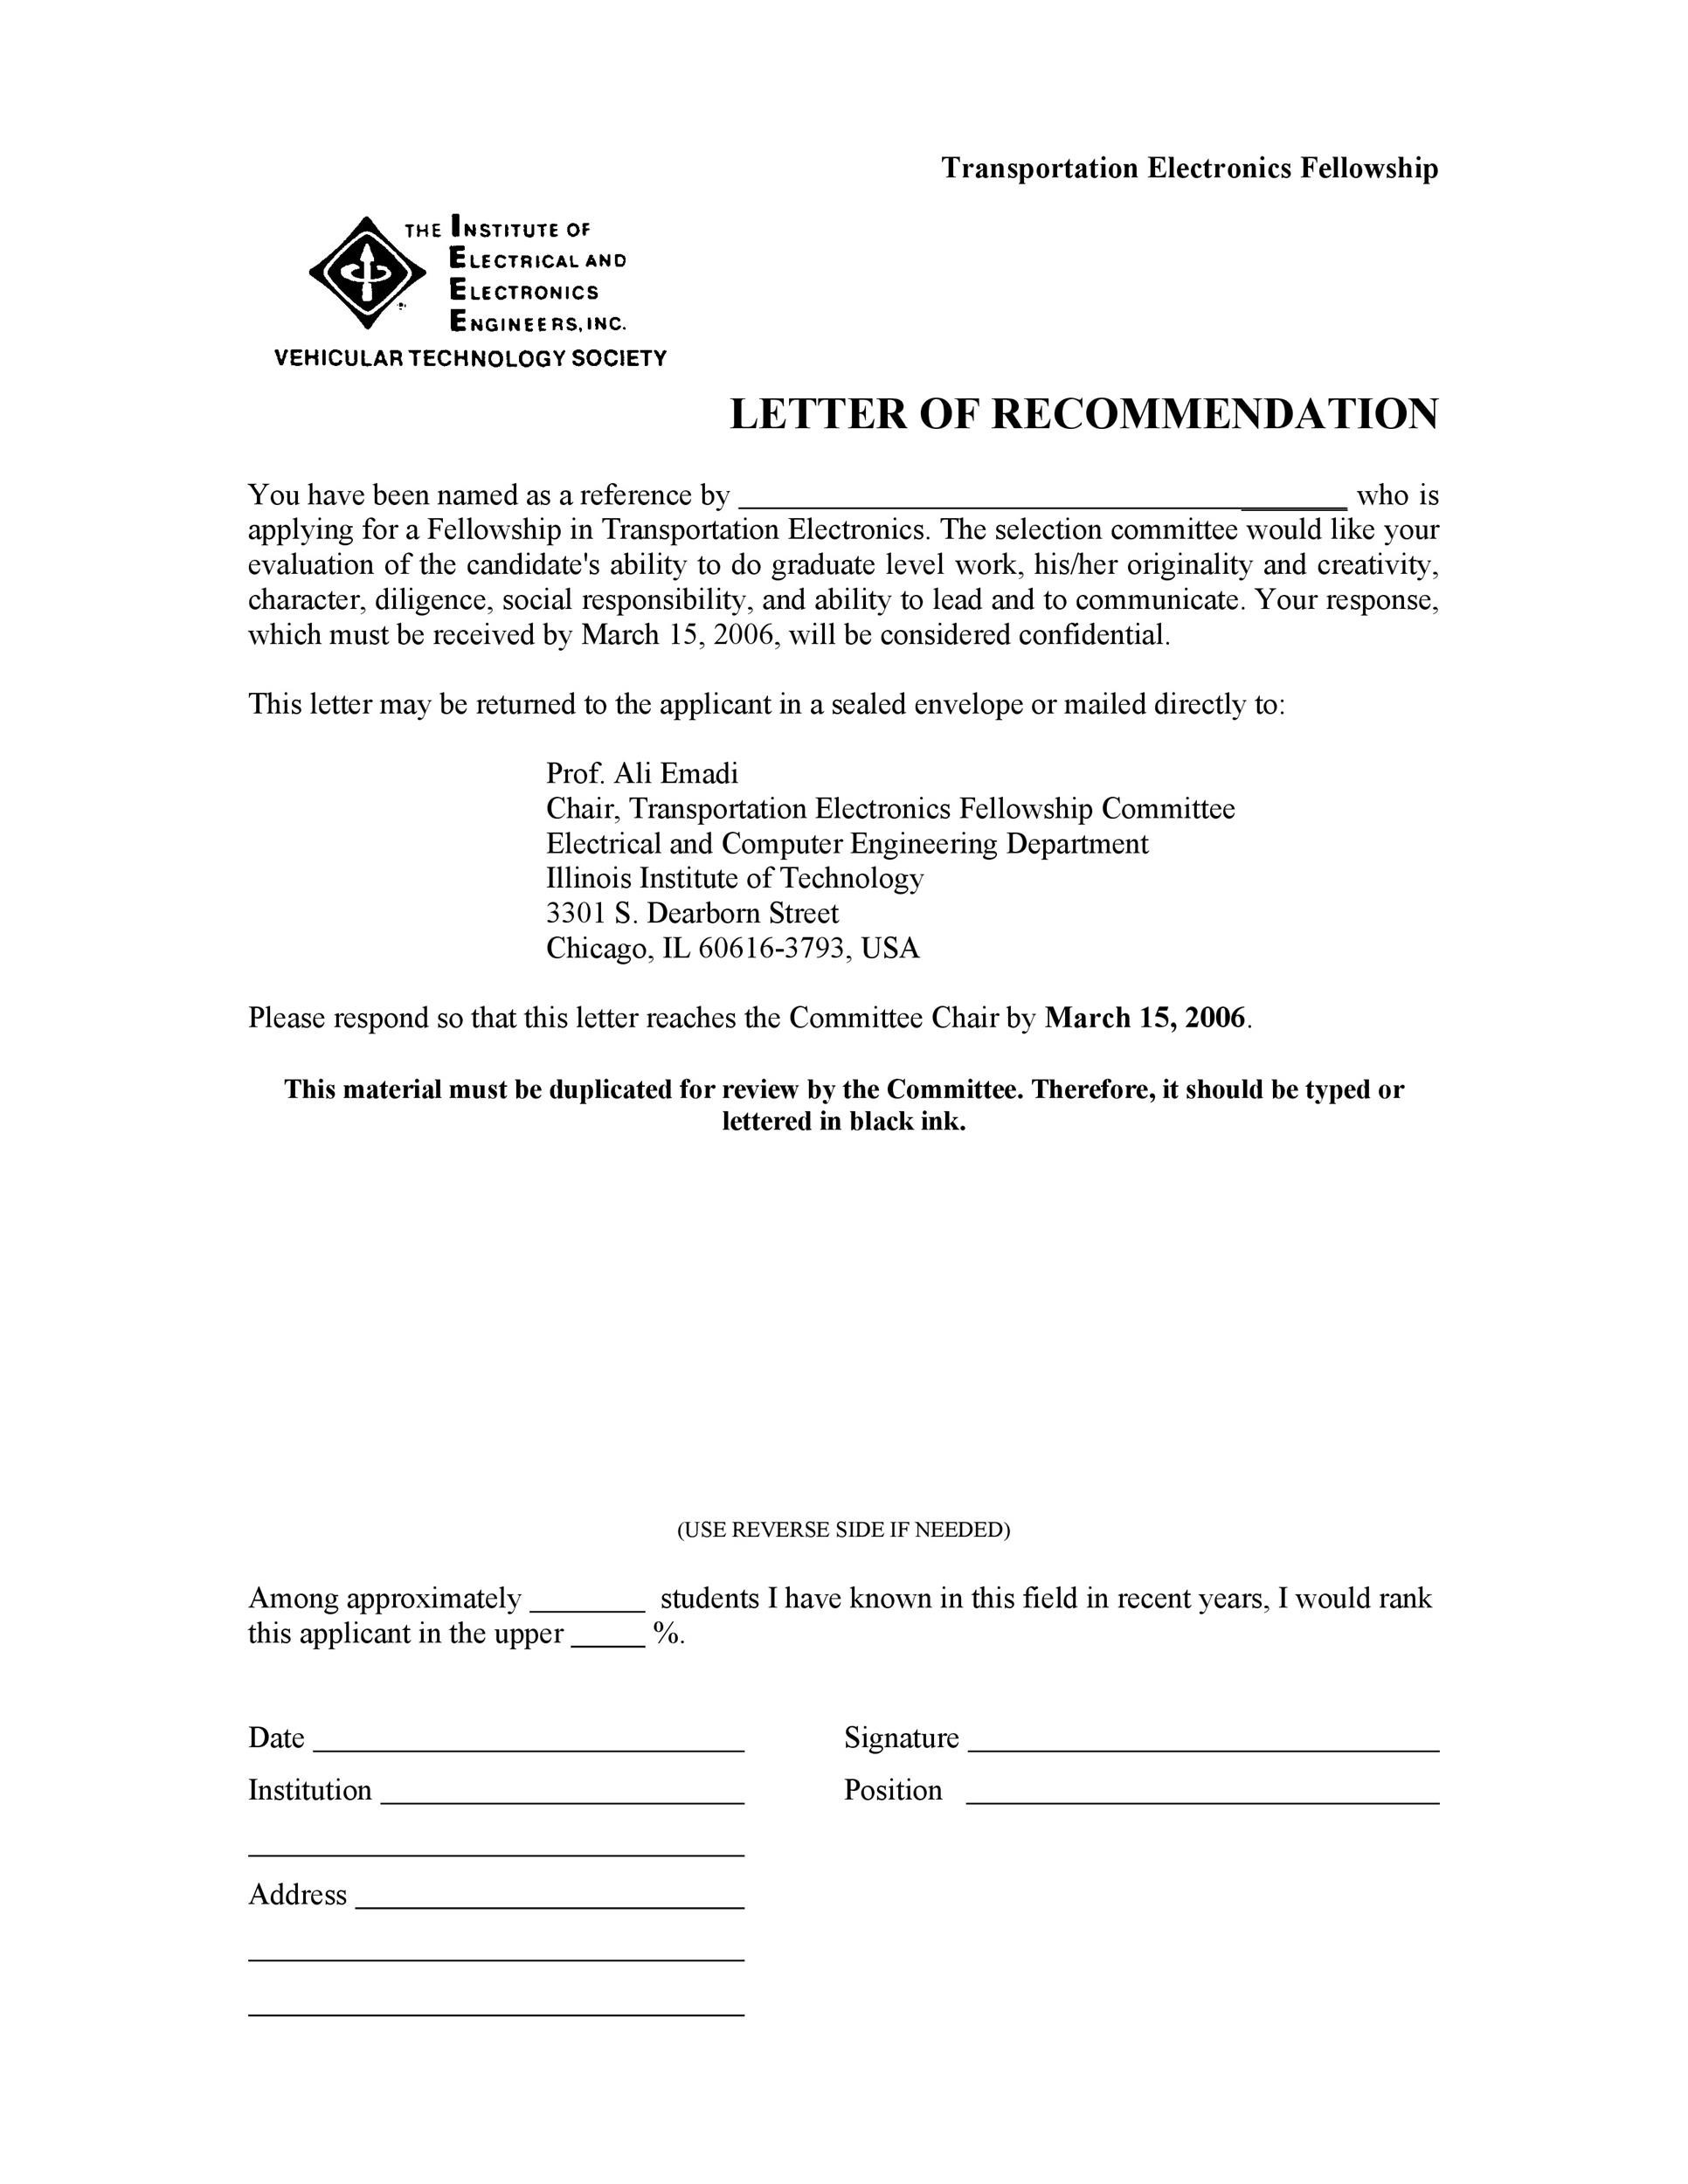 Transportation Electronics Fellowship
THE INSTITUTE OF
ELECTRICAL AND
ELECTRONICS
ENGINEERS, INC.
VEHICULAR TECHNOLOGY SOCIETY
LETTER OF RECOMMENDATION
You have been named as a reference by ________________________________________ who is
applying for a Fellowship in Transportation Electronics. The selection committee would like your
evaluation of the candidate's ability to do graduate level work, his/her originality and creativity,
character, diligence, social responsibility, and ability to lead and to communicate. Your response,
which must be received by March 15, 2006, will be considered confidential.
This letter may be returned to the applicant in a sealed envelope or mailed directly to:
Prof. Ali Emadi
Chair, Transportation Electronics Fellowship Committee
Electrical and Computer Engineering Department
Illinois Institute of Technology
3301 S. Dearborn Street
Chicago, IL 60616-3793, USA
Please respond so that this letter reaches the Committee Chair by March 15, 2006.
This material must be duplicated for review by the Committee. Therefore, it should be typed or
lettered in black ink.
(USE REVERSE SIDE IF NEEDED)
Among approximately ________ students I have known in this field in recent years, I would rank
this applicant in the upper _____ %.
Date ______________________________ Signature ______________________________
Institution _________________________ Position ______________________________
Address ___________________________